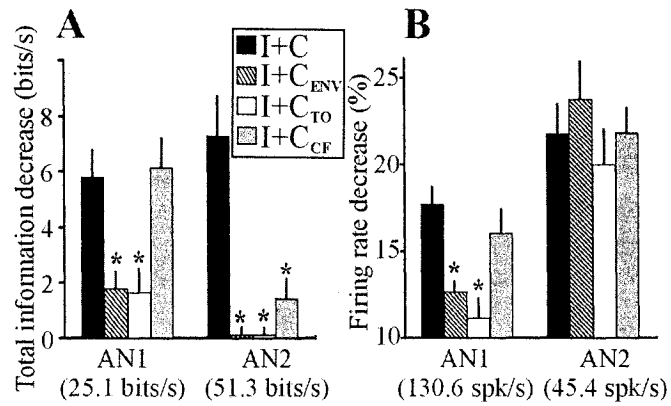 A
B
Total information decrease (bits/s)
8
6
4
2
0
I+C
I+C_ENV
I+C_TO
I+C_CF
* *
* * *
AN1
AN2
(25.1 bits/s)
(51.3 bits/s)
Firing rate decrease (%)
25
20
15
10
* *
AN1
AN2
(130.6 spk/s)
(45.4 spk/s)